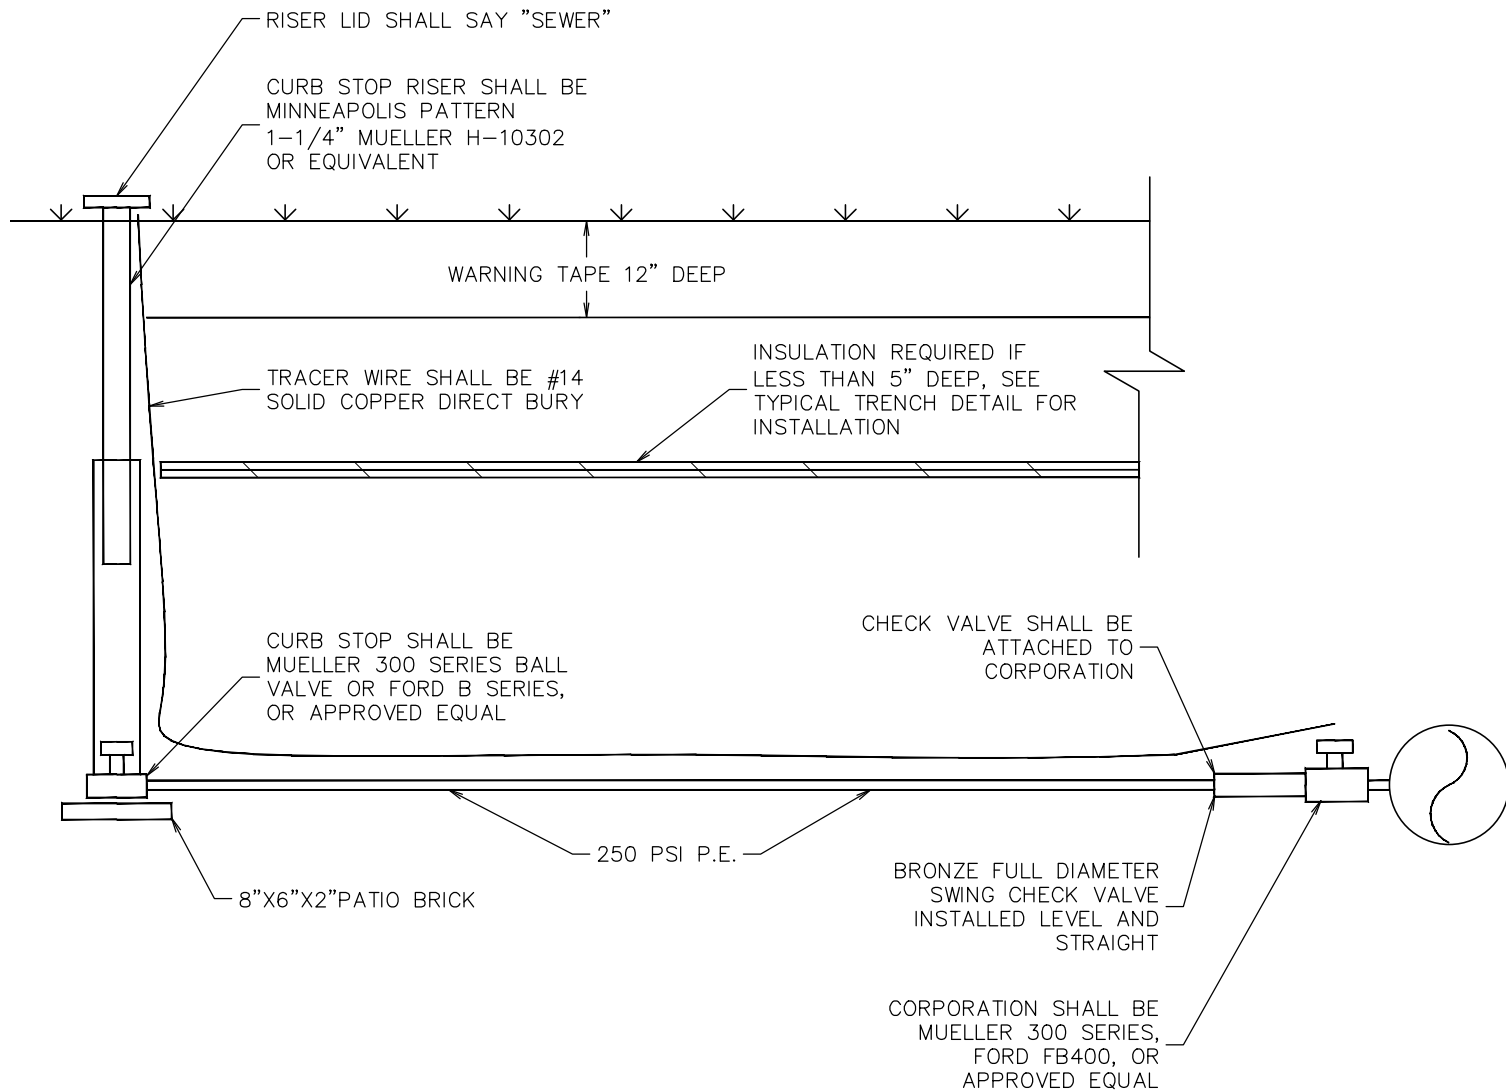 RISER LID SHALL SAY "SEWER"
CURB STOP RISER SHALL BE
MINNEAPOLIS PATTERN
1-1/4" MUELLER H-10302
OR EQUIVALENT
WARNING TAPE 12" DEEP
INSULATION REQUIRED IF
LESS THAN 5" DEEP, SEE
TYPICAL TRENCH DETAIL FOR
INSTALLATION
TRACER WIRE SHALL BE #14
SOLID COPPER DIRECT BURY
CHECK VALVE SHALL BE
ATTACHED TO
CORPORATION
CURB STOP SHALL BE
MUELLER 300 SERIES BALL
VALVE OR FORD B SERIES,
OR APPROVED EQUAL
250 PSI P.E.
8"X6"X2"PATIO BRICK
BRONZE FULL DIAMETER
SWING CHECK VALVE
INSTALLED LEVEL AND
STRAIGHT
CORPORATION SHALL BE
MUELLER 300 SERIES,
FORD FB400, OR
APPROVED EQUAL